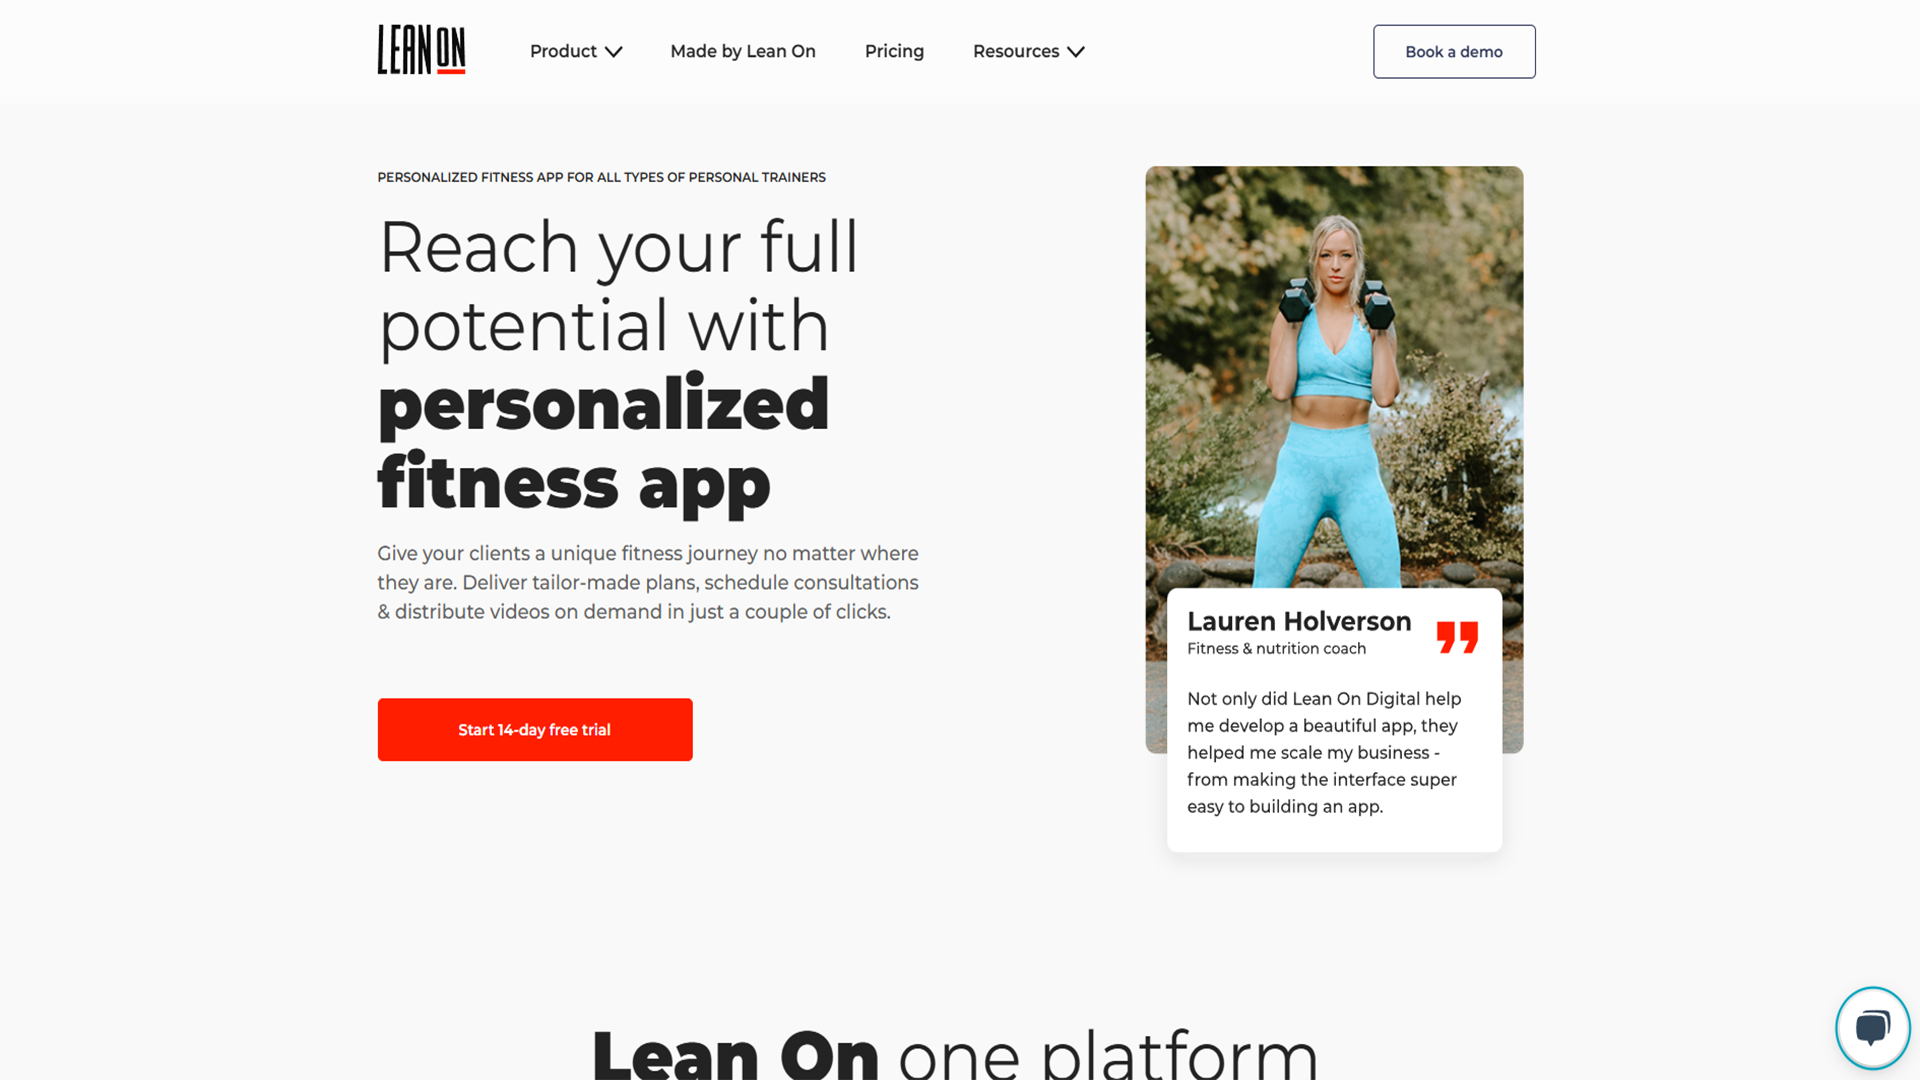 LEAN ON
Product
Made by Lean On
Pricing
Resources
Book a demo
PERSONALIZED FITNESS APP FOR ALL TYPES OF PERSONAL TRAINERS
Reach your full
potential with
personalized
fitness app
Give your clients a unique fitness journey no matter where
they are. Deliver tailor-made plans, schedule consultations
& distribute videos on demand in just a couple of clicks.
Start 14-day free trial
Lauren Holverson
Fitness & nutrition coach
Not only did Lean On Digital help
me develop a beautiful app, they
helped me scale my business -
from making the interface super
easy to building an app.
Lean On one platform